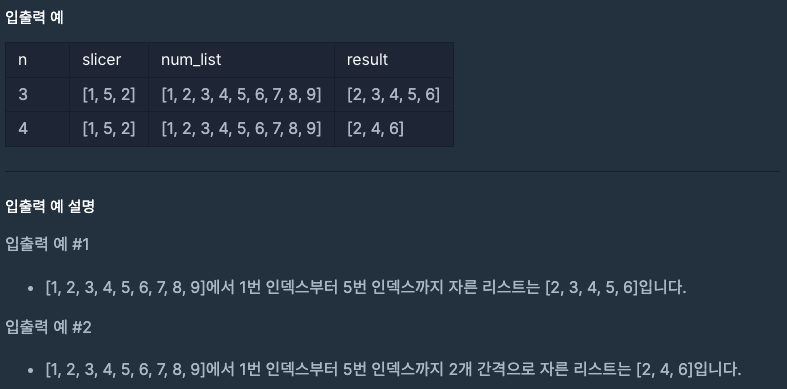 입출력 예
n slicer num_list result
3 [1, 5, 2] [1, 2, 3, 4, 5, 6, 7, 8, 9] [2, 3, 4, 5, 6]
4 [1, 5, 2] [1, 2, 3, 4, 5, 6, 7, 8, 9] [2, 4, 6]
입출력 예 설명
입출력 예 #1
• [1, 2, 3, 4, 5, 6, 7, 8, 9]에서 1번 인덱스부터 5번 인덱스까지 자른 리스트는 [2, 3, 4, 5, 6]입니다.
입출력 예 #2
• [1, 2, 3, 4, 5, 6, 7, 8, 9]에서 1번 인덱스부터 5번 인덱스까지 2개 간격으로 자른 리스트는 [2, 4, 6]입니다.